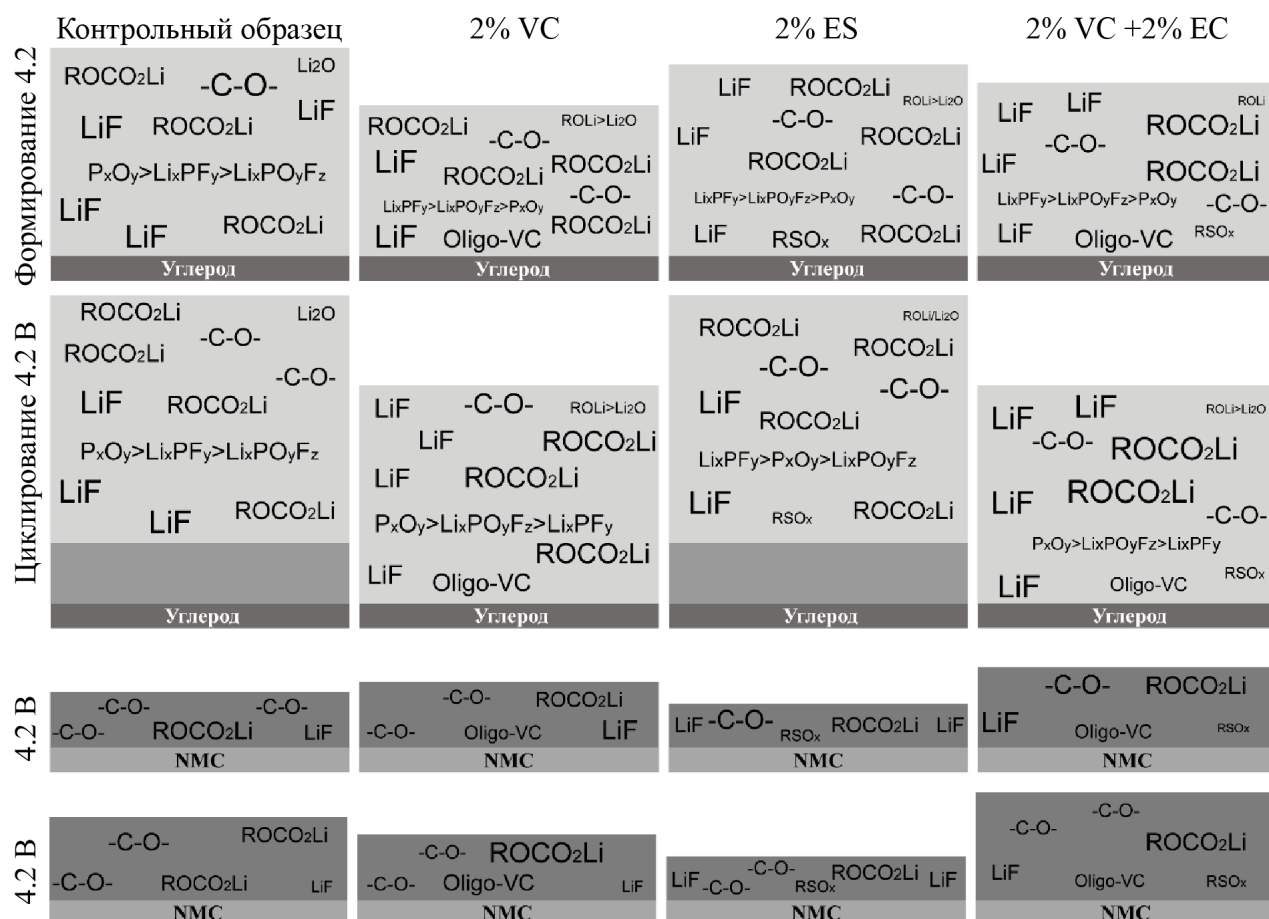 Контрольный образец
2% VC
2% ES
2% VC +2% EC
Формирование 4.2
ROCO2Li
-C-O-
Li2O
LiF
LiF
ROCO2Li
PxOy>LixPFy>LixPOyFz
LiF
LiF
ROCO2Li
Углерод
ROCO2Li
-C-O-
ROLi>Li2O
LiF
ROCO2Li
ROCO2Li
-C-O-
LixPFy>LixPOyFz>PxOy
LiF
Oligo-VC
ROCO2Li
Углерод
LiF
ROCO2Li
ROLi>Li2O
-C-O-
LiF
ROCO2Li
ROCO2Li
LixPFy>LixPOyFz>PxOy
-C-O-
LiF
RSOx
ROCO2Li
Углерод
LiF
LiF
ROLi
ROCO2Li
-C-O-
LiF
ROCO2Li
LixPFy>LixPOyFz>PxOy
-C-O-
LiF
Oligo-VC
RSOx
Углерод
Циклирование 4.2 В
ROCO2Li
Li2O
-C-O-
ROCO2Li
-C-O-
LiF
ROCO2Li
PxOy>LixPFy>LixPOyFz
LiF
LiF
ROCO2Li
Углерод
LiF
-C-O-
ROLi>Li2O
LiF
ROCO2Li
LiF
ROCO2Li
PxOy>LixPOyFz>LixPFy
ROCO2Li
LiF
Oligo-VC
Углерод
ROLi/Li2O
ROCO2Li
ROCO2Li
-C-O-
-C-O-
LiF
ROCO2Li
LixPFy>PxOy>LixPOyFz
LiF
RSOx
ROCO2Li
Углерод
LiF
LiF
ROLi>Li2O
-C-O-
ROCO2Li
LiF
ROCO2Li
-C-O-
PxOy>LixPOyFz>LixPFy
LiF
Oligo-VC
RSOx
Углерод
4.2 В
-C-O-
-C-O-
-C-O-
ROCO2Li
LiF
NMC
-C-O-
ROCO2Li
-C-O-
Oligo-VC
LiF
NMC
LiF
-C-O-
RSOx
ROCO2Li
LiF
NMC
-C-O-
ROCO2Li
LiF
Oligo-VC
RSOx
NMC
4.2 В
-C-O-
ROCO2Li
-C-O-
ROCO2Li
LiF
NMC
-C-O-
ROCO2Li
-C-O-
Oligo-VC
LiF
NMC
LiF
-C-O-
-C-O-
RSOx
ROCO2Li
LiF
NMC
-C-O-
-C-O-
ROCO2Li
LiF
Oligo-VC
RSOx
NMC